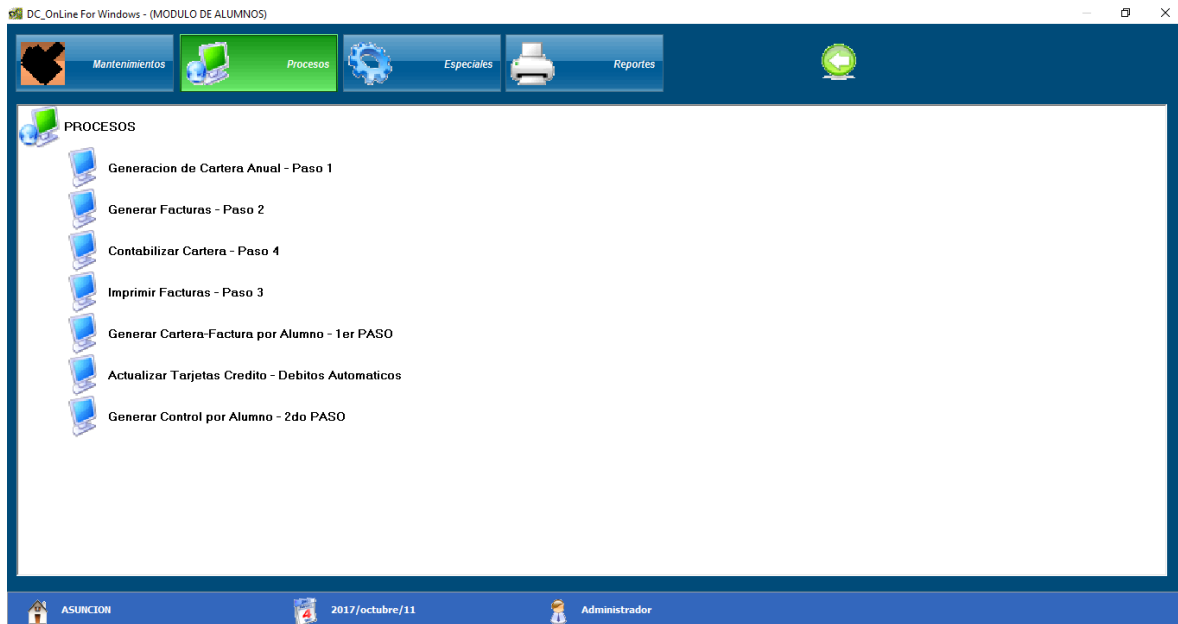 DC_OnLine For Windows - (MODULO DE ALUMNOS)
Mantenimientos Procesos Especiales Reportes
PROCESOS
Generacion de Cartera Anual - Paso 1
Generar Facturas - Paso 2
Contabilizar Cartera - Paso 4
Imprimir Facturas - Paso 3
Generar Cartera-Factura por Alumno - 1er PASO
Actualizar Tarjetas Credito - Debitos Automaticos
Generar Control por Alumno - 2do PASO
ASUNCION 4 2017/octubre/11 Administrador